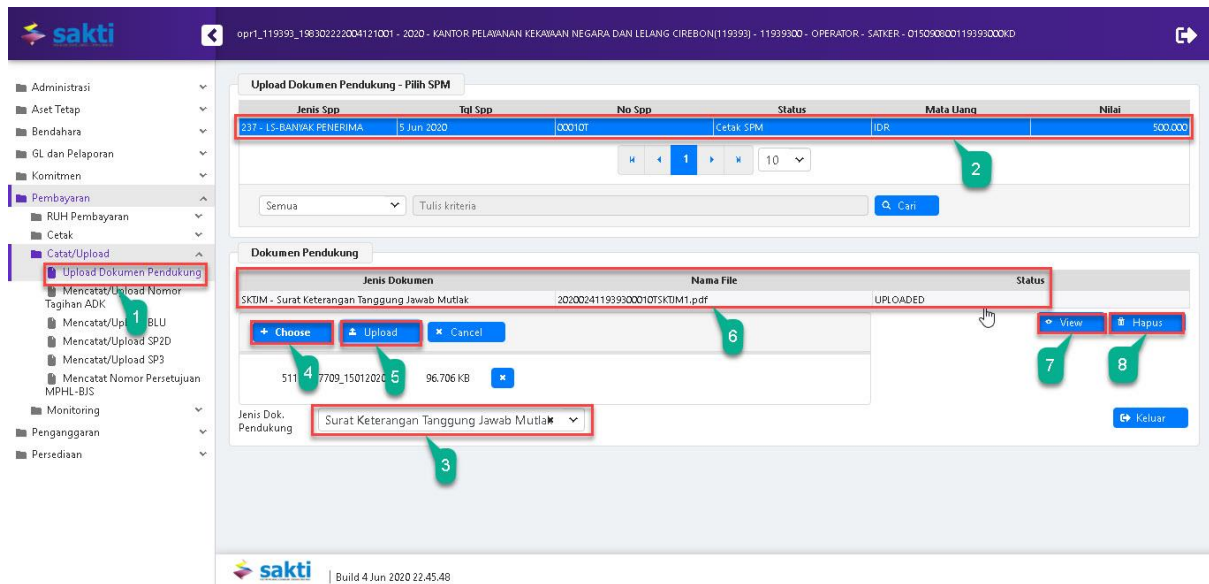 sakti
opr1_119393_198302222004121001 - 2020 - KANTOR PELAYANAN KEKAYAAN NEGARA DAN LELANG CIREBON(119393) - 11939300 - OPERATOR - SATKER - 015090800119393000KD
Administrasi
Aset Tetap
Bendahara
GL dan Pelaporan
Komitmen
Pembayaran
RUH Pembayaran
Cetak
Catat/Upload
Upload Dokumen Pendukung
Mencatat/Upload Nomor
Tagihan ADK
1
Mencatat/Upl BLU
Mencatat/Upload SP2D
Mencatat/Upload SP3
Mencatat Nomor Persetujuan
MPHL-BJS
Monitoring
Penganggaran
Persediaan
Upload Dokumen Pendukung - Pilih SPM
Jenis Spp Tgl Spp No Spp Status Mata Uang Nilai
237 - LS-BANYAK PENERIMA 5 Jun 2020 00010T Cetak SPM IDR 500.000
1 10
2
Semua Tulis kriteria Cari
Dokumen Pendukung
Jenis Dokumen Nama File Status
SKTJM - Surat Keterangan Tanggung Jawab Mutlak 202002411939300010TSKTJM1.pdf UPLOADED
+ Choose Upload Cancel View Hapus
6
7 8
511 4 7709_15012020 5 96.706 KB
Jenis Dok.
Pendukung
Surat Keterangan Tanggung Jawab Mutlak
Keluar
3
sakti | Build 4 Jun 2020 22.45.48